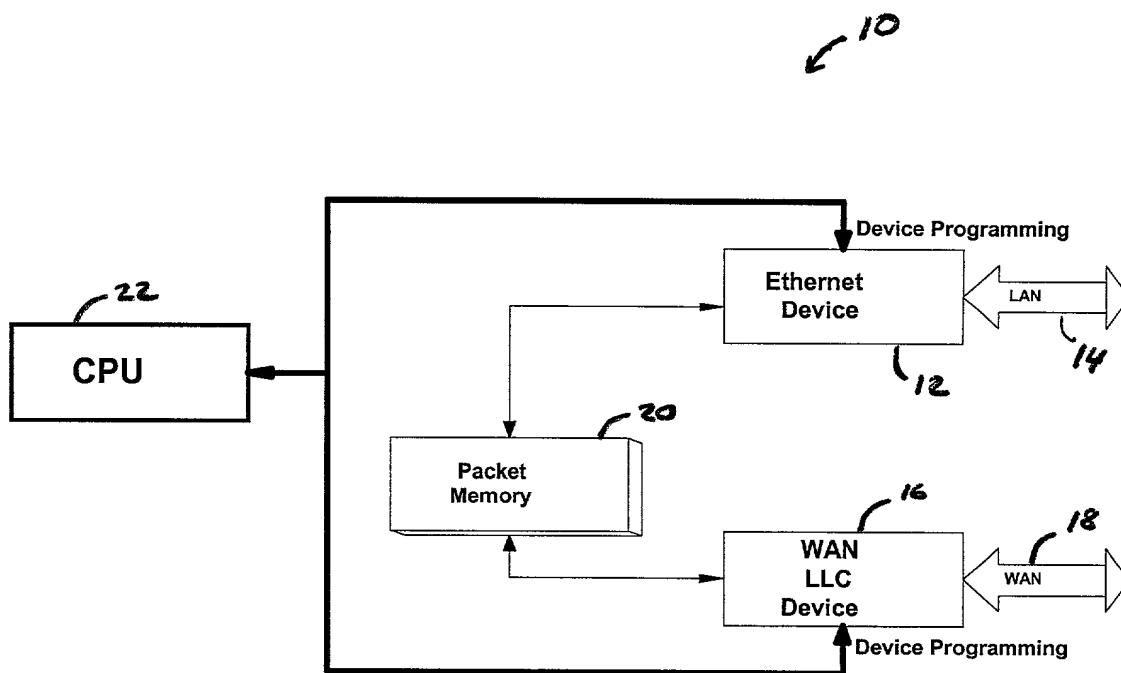 10
Device Programming
22
Ethernet
Device
LAN
CPU
14
12
20
Packet
Memory
16
18
WAN
LLC
Device
WAN
Device Programming